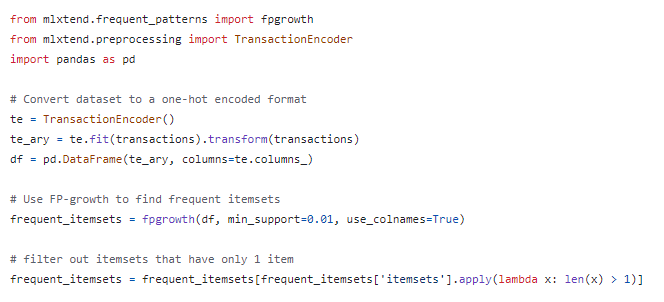 from mlxtend.frequent_patterns import fpgrowth
from mlxtend.preprocessing import TransactionEncoder
import pandas as pd
# Convert dataset to a one-hot encoded format
te = TransactionEncoder()
te_ary = te.fit(transactions).transform(transactions)
df = pd.DataFrame(te_ary, columns=te.columns_)
# Use FP-growth to find frequent itemsets
frequent_itemsets = fpgrowth(df, min_support=0.01, use_colnames=True)
# filter out itemsets that have only 1 item
frequent_itemsets = frequent_itemsets[frequent_itemsets['itemsets'].apply(lambda x: len(x) > 1)]